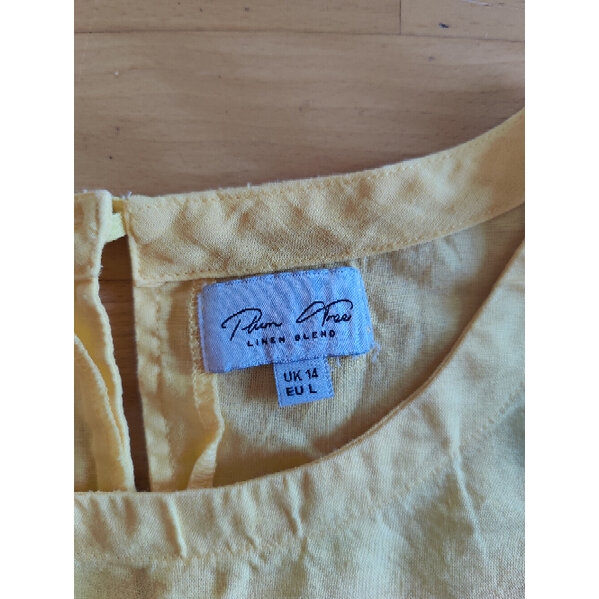 Plum Tree
LINEN BLEND
UK 14
EU L